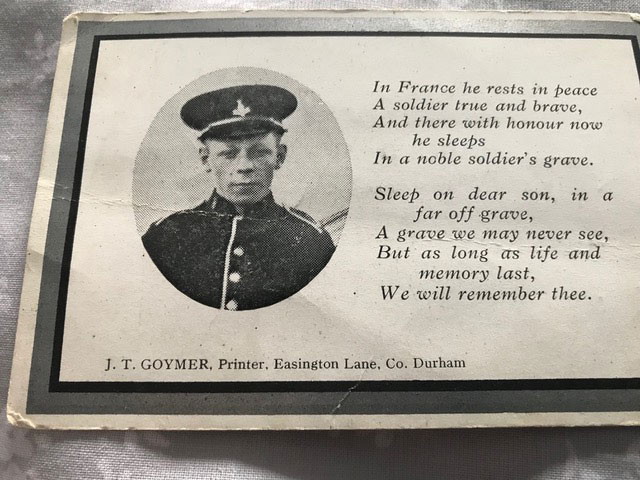 In France he rests in peace
A soldier true and brave,
And there with honour now
he sleeps
In a noble soldier's grave.
Sleep on dear son, in a
far off grave,
A grave we may never see,
But as long as life and
memory last,
We will remember thee.
J. T. GOYMER, Printer, Easington Lane, Co. Durham